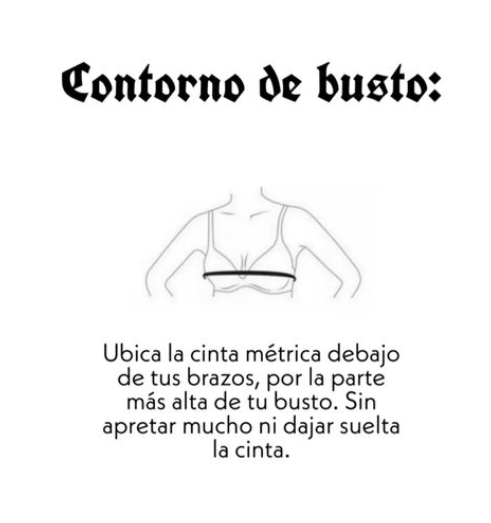 Contorno de busto:
Ubica la cinta métrica debajo
de tus brazos, por la parte
más alta de tu busto. Sin
apretar mucho ni dajar suelta
la cinta.